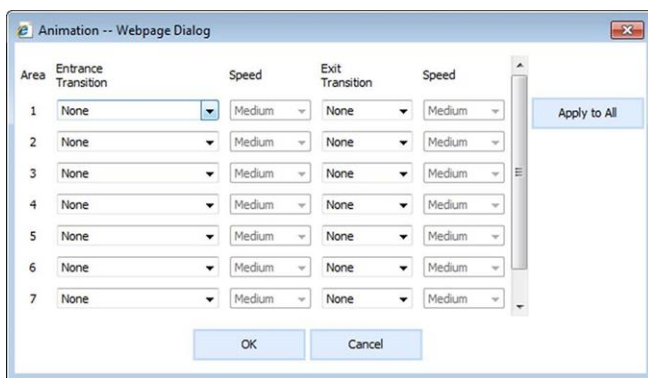 Animation -- Webpage Dialog
Area Entrance Transition Speed Exit Transition Speed
1 None Medium None Medium
Apply to All
2 None Medium None Medium
3 None Medium None Medium
4 None Medium None Medium
5 None Medium None Medium
6 None Medium None Medium
7 None Medium None Medium
OK Cancel